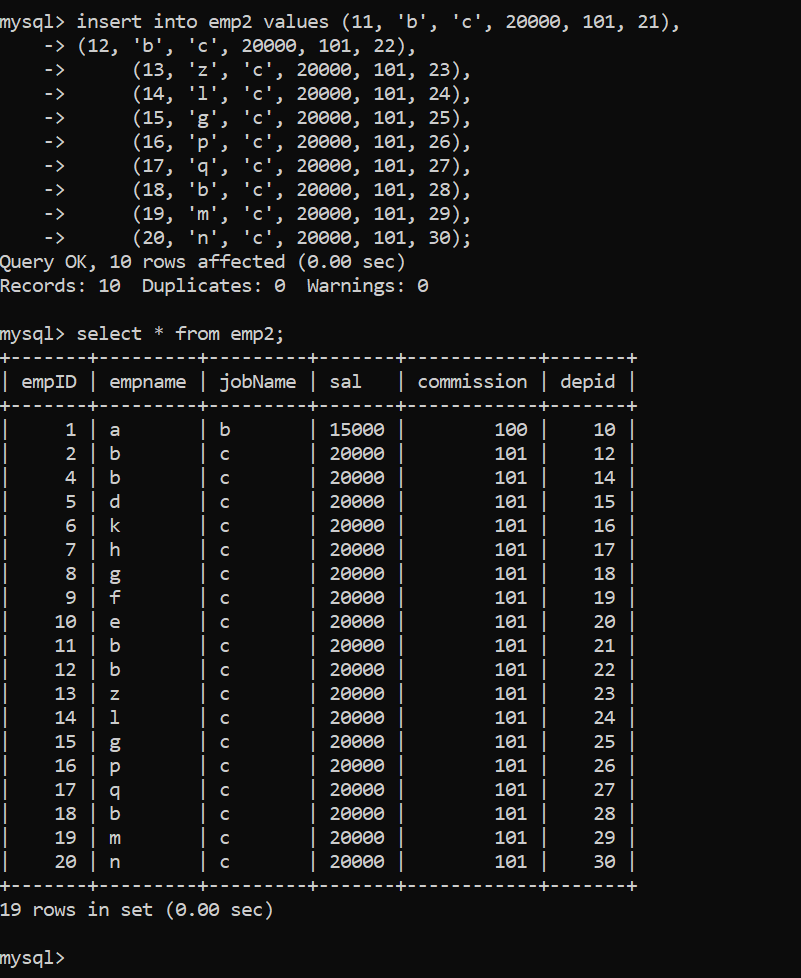 mysql> insert into emp2 values (11, 'b', 'c', 20000, 101, 21),
    -> (12, 'b', 'c', 20000, 101, 22),
    ->      (13, 'z', 'c', 20000, 101, 23),
    ->      (14, 'l', 'c', 20000, 101, 24),
    ->      (15, 'g', 'c', 20000, 101, 25),
    ->      (16, 'p', 'c', 20000, 101, 26),
    ->      (17, 'q', 'c', 20000, 101, 27),
    ->      (18, 'b', 'c', 20000, 101, 28),
    ->      (19, 'm', 'c', 20000, 101, 29),
    ->      (20, 'n', 'c', 20000, 101, 30);
Query OK, 10 rows affected (0.00 sec)
Records: 10  Duplicates: 0  Warnings: 0

mysql> select * from emp2;
+-------+---------+---------+-------+------------+-------+
| empID | empname | jobName | sal   | commission | depid |
+-------+---------+---------+-------+------------+-------+
|     1 | a       | b       | 15000 |        100 |    10 |
|     2 | b       | c       | 20000 |        101 |    12 |
|     4 | b       | c       | 20000 |        101 |    14 |
|     5 | d       | c       | 20000 |        101 |    15 |
|     6 | k       | c       | 20000 |        101 |    16 |
|     7 | h       | c       | 20000 |        101 |    17 |
|     8 | g       | c       | 20000 |        101 |    18 |
|     9 | f       | c       | 20000 |        101 |    19 |
|    10 | e       | c       | 20000 |        101 |    20 |
|    11 | b       | c       | 20000 |        101 |    21 |
|    12 | b       | c       | 20000 |        101 |    22 |
|    13 | z       | c       | 20000 |        101 |    23 |
|    14 | l       | c       | 20000 |        101 |    24 |
|    15 | g       | c       | 20000 |        101 |    25 |
|    16 | p       | c       | 20000 |        101 |    26 |
|    17 | q       | c       | 20000 |        101 |    27 |
|    18 | b       | c       | 20000 |        101 |    28 |
|    19 | m       | c       | 20000 |        101 |    29 |
|    20 | n       | c       | 20000 |        101 |    30 |
+-------+---------+---------+-------+------------+-------+
19 rows in set (0.00 sec)

mysql>